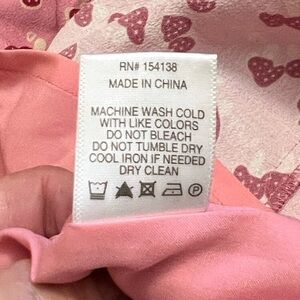 RN# 154138
MADE IN CHINA
MACHINE WASH COLD
WITH LIKE COLORS
DO NOT BLEACH
DO NOT TUMBLE DRY
COOL IRON IF NEEDED
DRY CLEAN
P